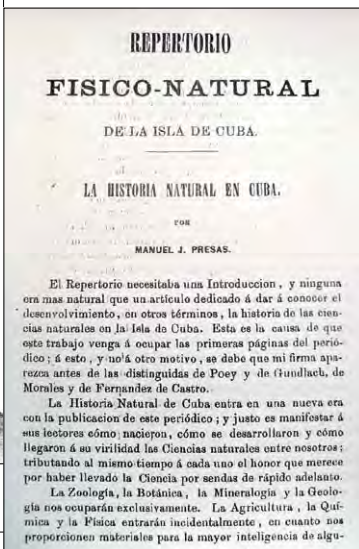 REPERTORIO
FISICO-NATURAL
DE LA ISLA DE CUBA.
LA HISTORIA NATURAL EN CUBA.
POR
MANUEL J. PRESAS.
El Repertorio necesitaba una Introduccion, y ninguna
era mas natural que un artículo dedicado á dar á conocer el
desenvolvimiento, en otros términos, la historia de las cien-
cias naturales en la Isla de Cuba. Esta es la causa de que
este trabajo venga á ocupar las primeras páginas del perió-
dico; á esto, y no á otro motivo, se debe que mi firma apa-
rezca antes de las distinguidas de Poey y de Gundlach, de
Morales y de Fernandez de Castro.
La Historia Natural de Cuba entra en una nueva era
con la publicacion de este periódico; y justo es manifestar á
sus lectores cómo nacieron, cómo se desarrollaron y cómo
llegaron á su virilidad las Ciencias naturales entre nosotros;
tributando al mismo tiempo á cada uno el honor que merece
por haber llevado la Ciencia por sendas de rápido adelanto.
La Zoología, la Botánica, la Mineralogia y la Geolo-
gía nos ocuparán exclusivamente. La Agricultura, la Quí-
mica y la Física entrarán incidentalmente, en cuanto nos
proporcionen materiales para la mayor inteligencia de algu-